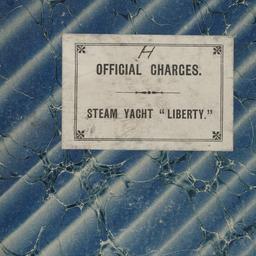 H
OFFICIAL CHARGES.
STEAM YACHT "LIBERTY."